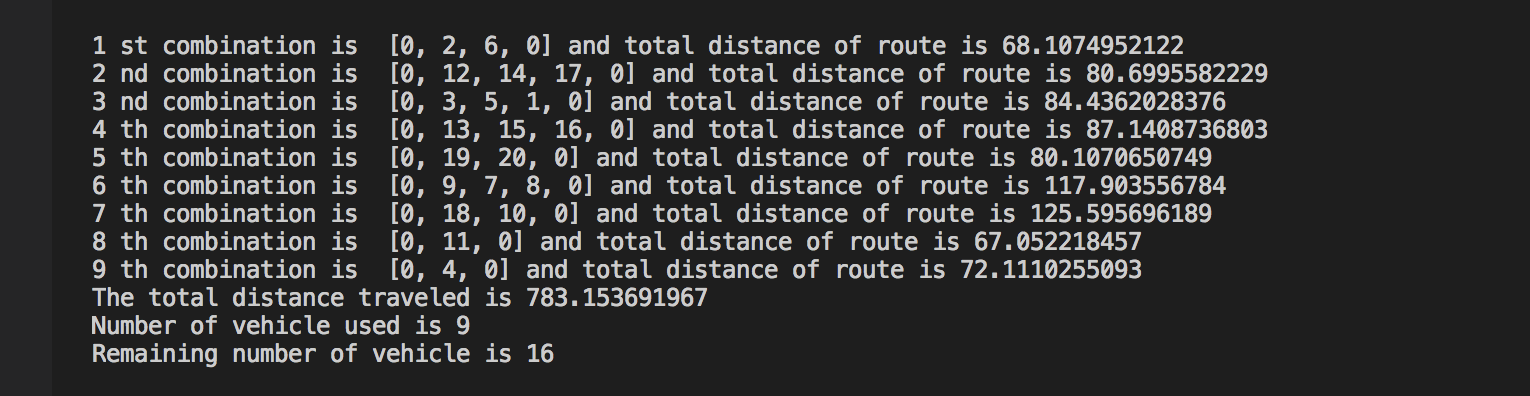 1 st combination is  [0, 2, 6, 0] and total distance of route is 68.1074952122
2 nd combination is  [0, 12, 14, 17, 0] and total distance of route is 80.6995582229
3 nd combination is  [0, 3, 5, 1, 0] and total distance of route is 84.4362028376
4 th combination is  [0, 13, 15, 16, 0] and total distance of route is 87.1408736803
5 th combination is  [0, 19, 20, 0] and total distance of route is 80.1070650749
6 th combination is  [0, 9, 7, 8, 0] and total distance of route is 117.903556784
7 th combination is  [0, 18, 10, 0] and total distance of route is 125.595696189
8 th combination is  [0, 11, 0] and total distance of route is 67.052218457
9 th combination is  [0, 4, 0] and total distance of route is 72.1110255093
The total distance traveled is 783.153691967
Number of vehicle used is 9
Remaining number of vehicle is 16